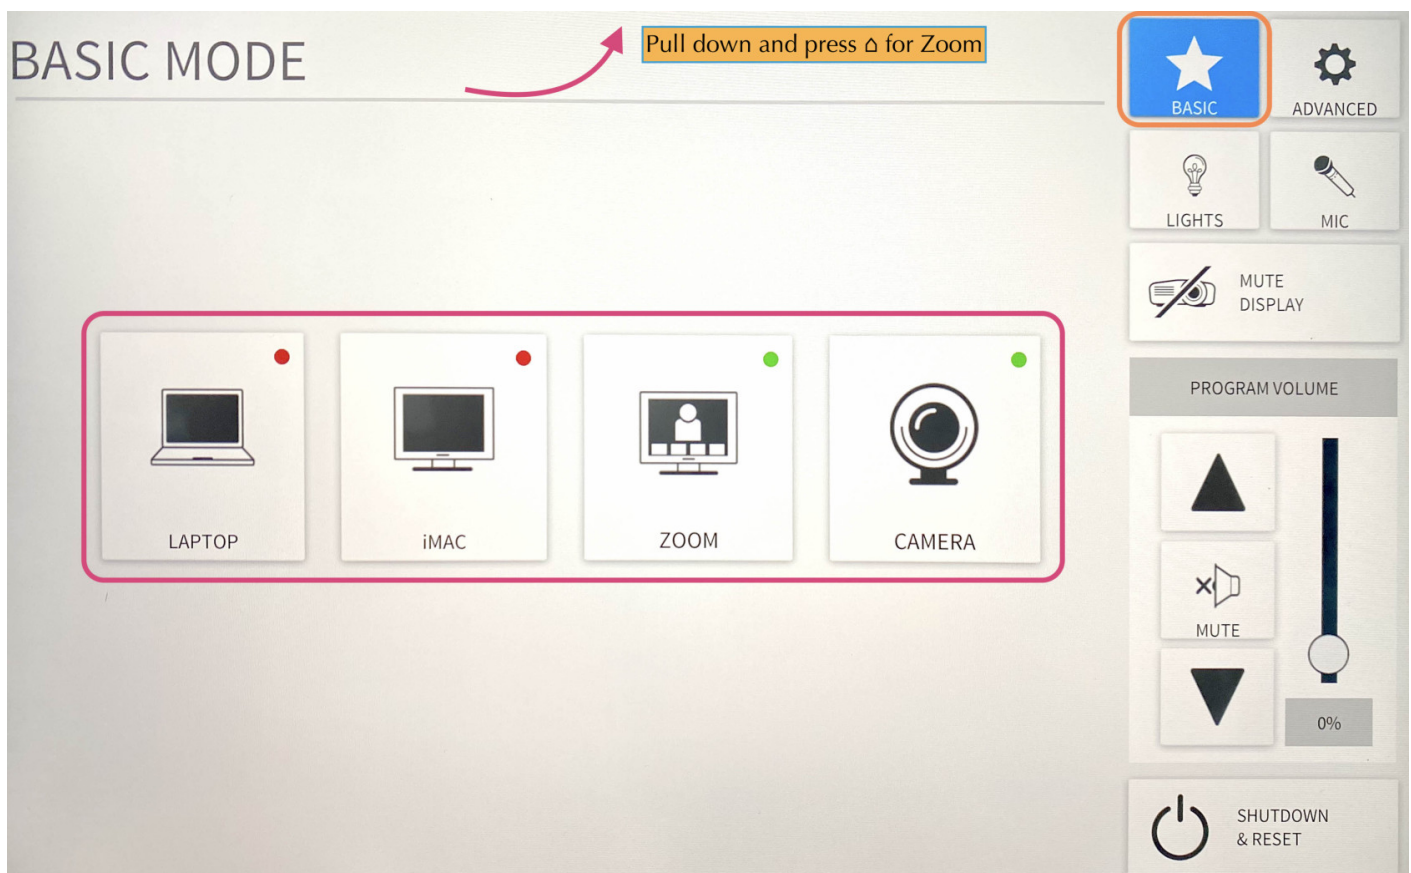 BASIC MODE
Pull down and press ⌂ for Zoom
BASIC
ADVANCED
LIGHTS
MIC
MUTE
DISPLAY
LAPTOP
iMAC
ZOOM
CAMERA
PROGRAM VOLUME
MUTE
0%
SHUTDOWN
& RESET